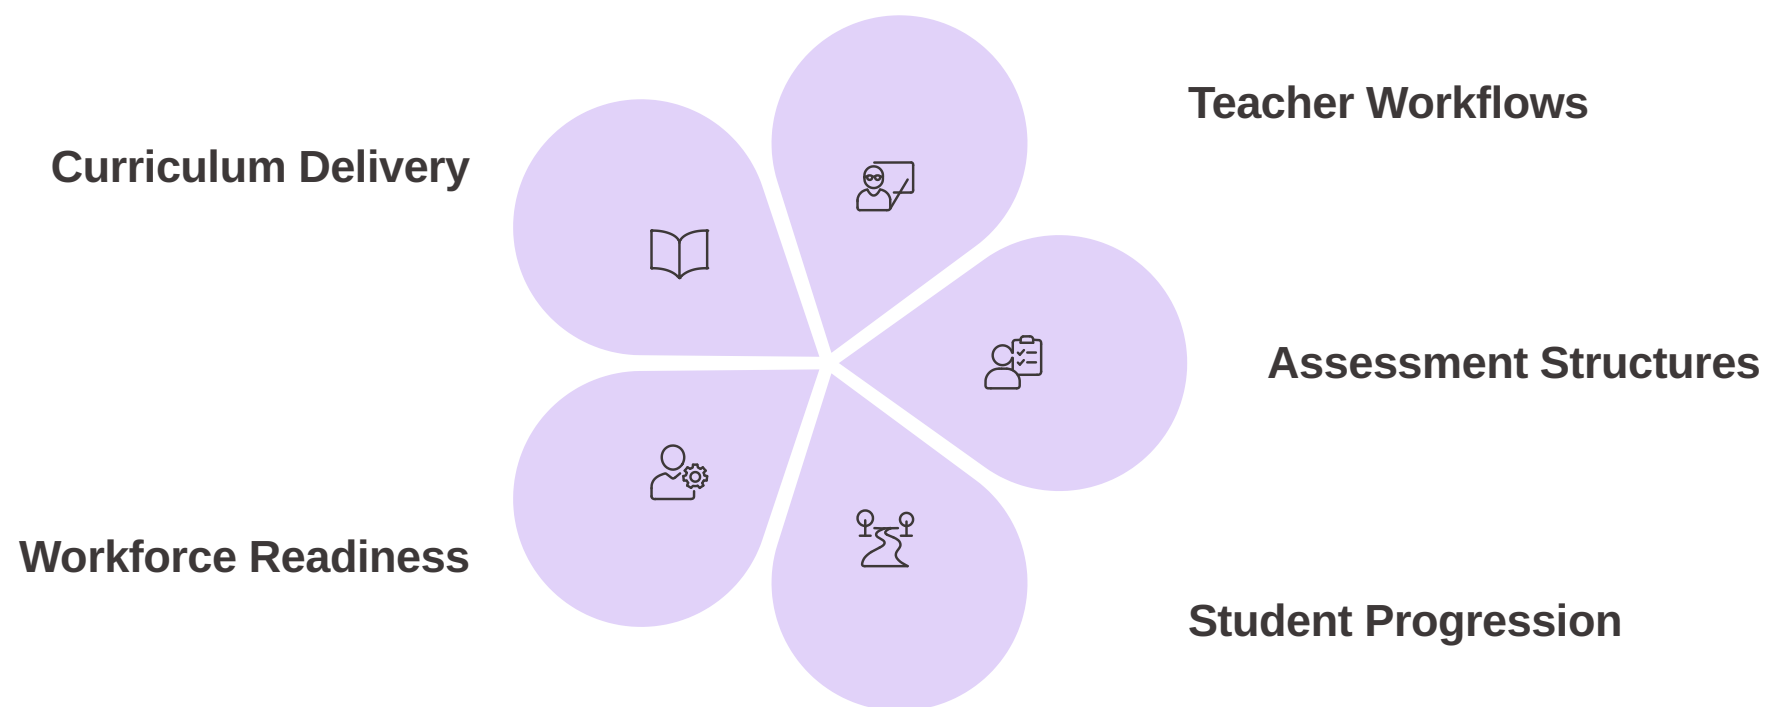 Teacher Workflows
Curriculum Delivery
Assessment Structures
Workforce Readiness
Student Progression